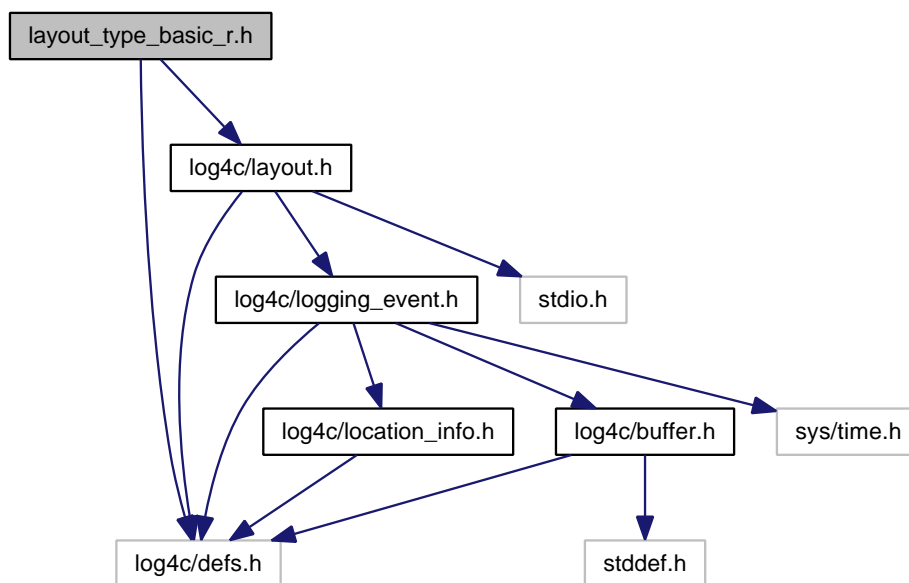 layout_type_basic_r.h
log4c/layout.h
log4c/logging_event.h
stdio.h
log4c/location_info.h
log4c/buffer.h
sys/time.h
log4c/defs.h
stddef.h